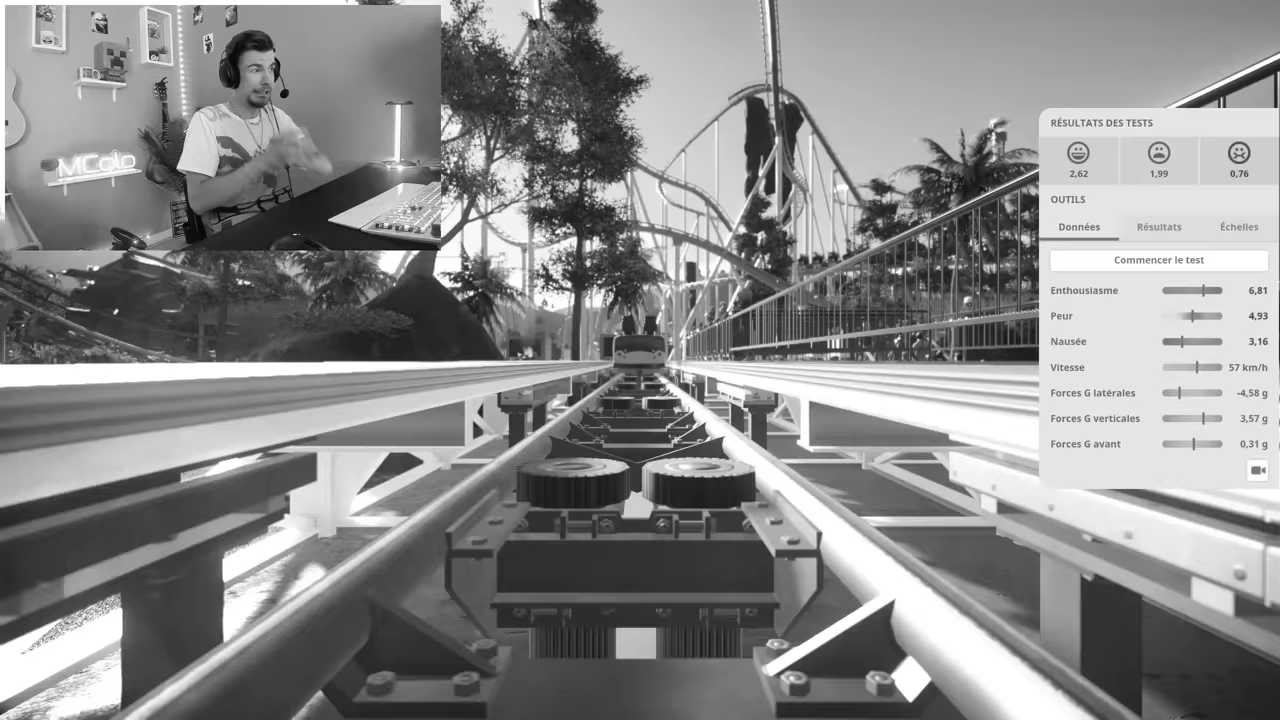 MCalo
RÉSULTATS DES TESTS
2,62 1,99 0,76
OUTILS
Données Résultats Échelles
Commencer le test
Enthousiasme 6,81
Peur 4,93
Nausée 3,16
Vitesse 57 km/h
Forces G latérales -4,58 g
Forces G verticales 3,57 g
Forces G avant 0,31 g